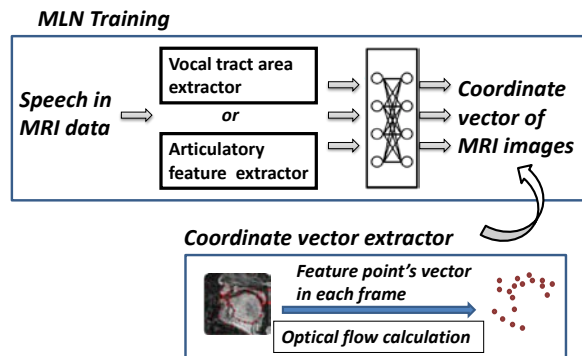 MLN Training
Speech in
MRI data
Vocal tract area
extractor
or
Articulatory
feature extractor
Coordinate
vector of
MRI images
Coordinate vector extractor
Feature point's vector
in each frame
Optical flow calculation